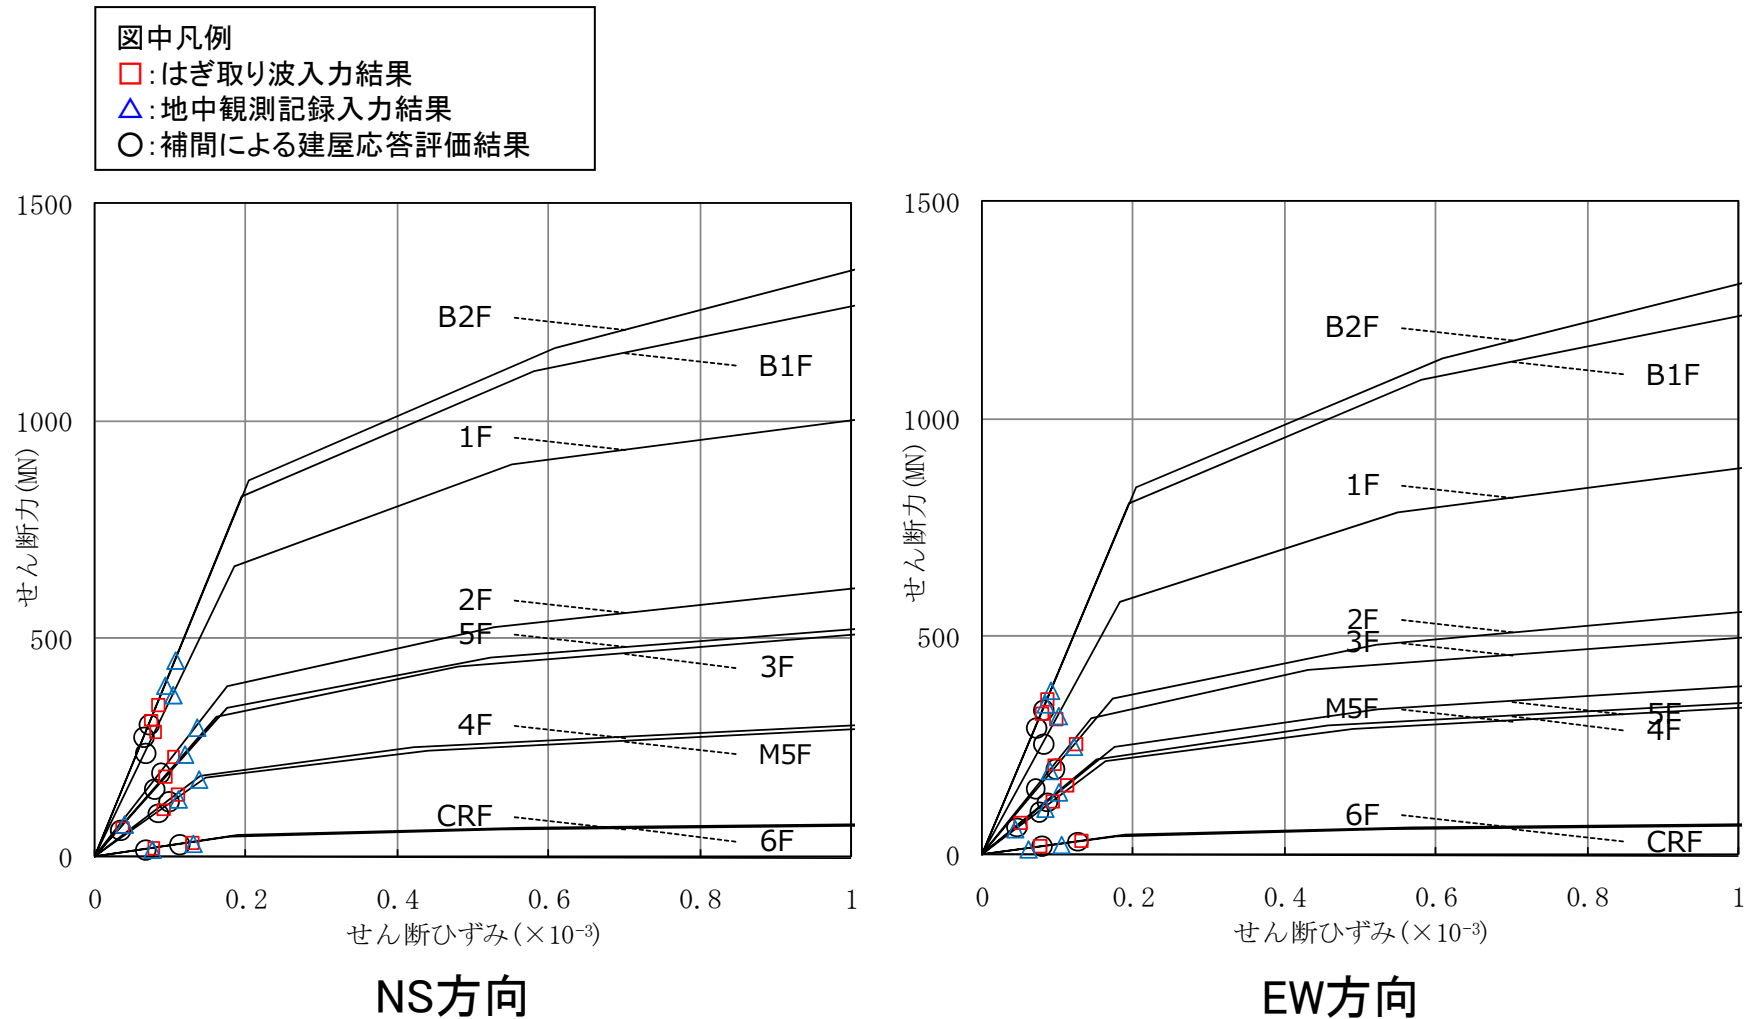 図中凡例
□:はぎ取り波入力結果
△:地中観測記録入力結果
○:補間による建屋応答評価結果
1500
1000
500
0
せん断力(MN)
B2F
B1F
1F
2F
5F
3F
4F
M5F
CRF
6F
0 0.2 0.4 0.6 0.8 1
せん断ひずみ(×10⁻³)
NS方向
1500
1000
500
0
せん断力(MN)
B2F
B1F
1F
2F
3F
M5F
5F
4F
6F
CRF
0 0.2 0.4 0.6 0.8 1
せん断ひずみ(×10⁻³)
EW方向